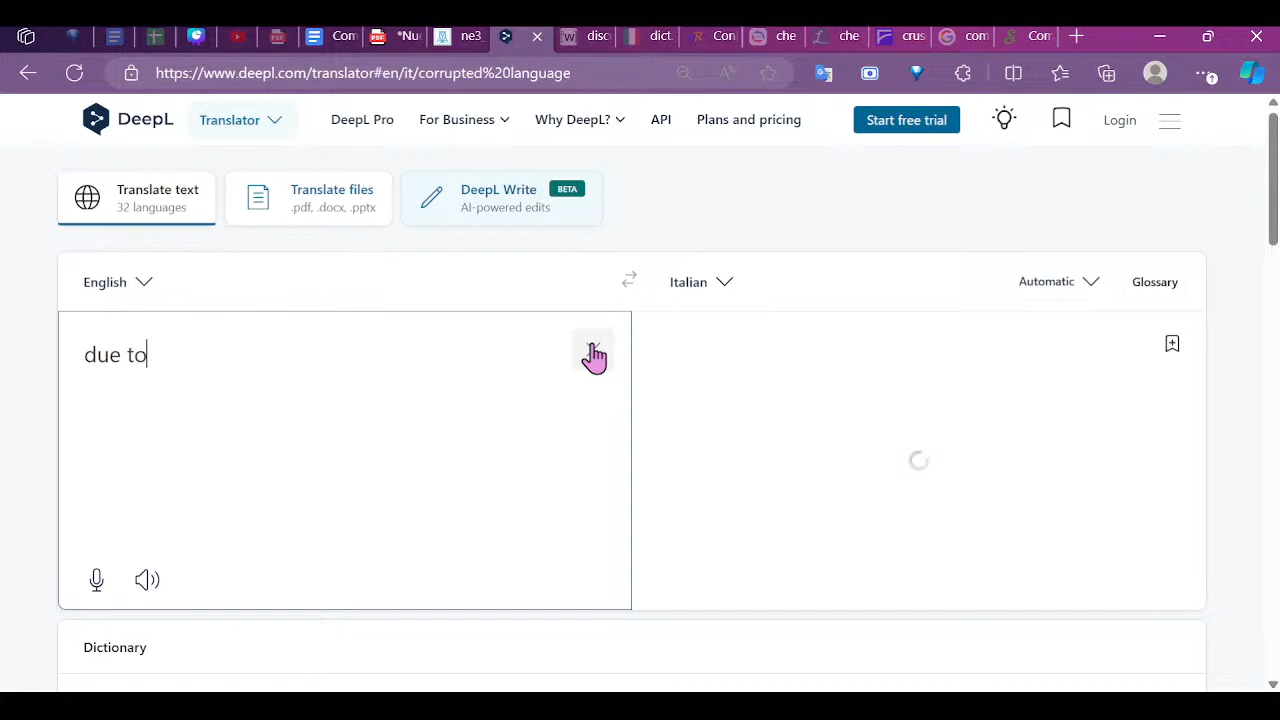 Com
*Nu
ne3
disc
dict.
Con
che
che
crus
com
Com
https://www.deepl.com/translator#en/it/corrupted%20language
DeepL
Translator
DeepL Pro
For Business
Why DeepL?
API
Plans and pricing
Start free trial
Login
Translate text
32 languages
Translate files
.pdf, .docx, .pptx
DeepL Write
BETA
AI-powered edits
English
Italian
Automatic
Glossary
due to
Dictionary